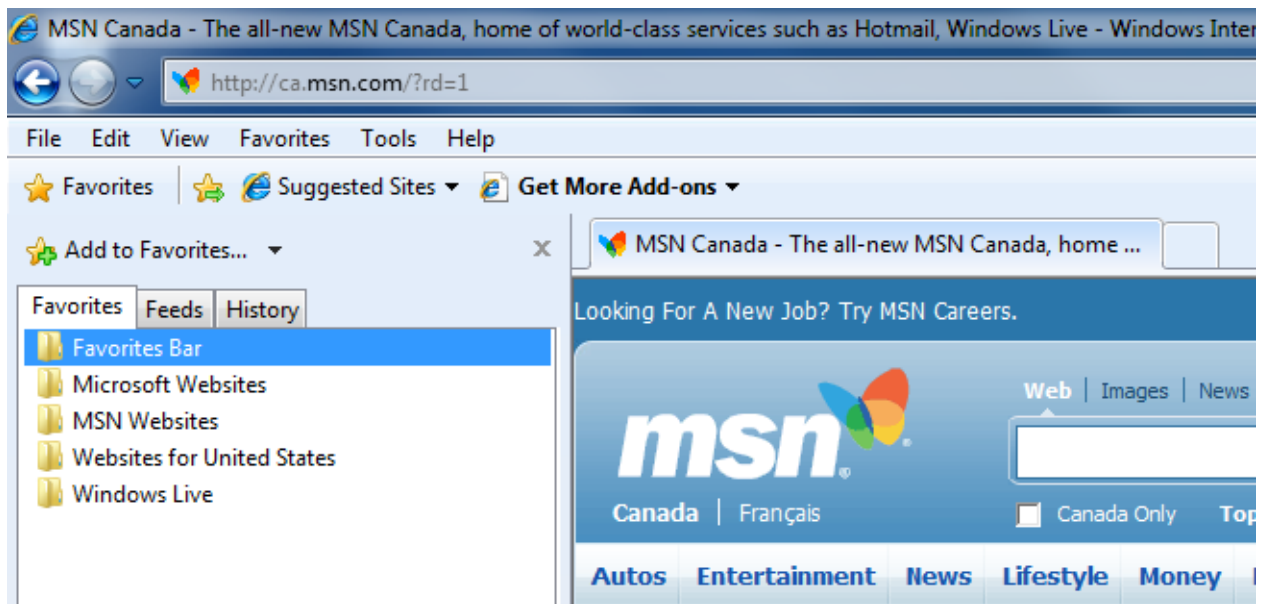 MSN Canada - The all-new MSN Canada, home of world-class services such as Hotmail, Windows Live - Windows Inter
http://ca.msn.com/?rd=1
File Edit View Favorites Tools Help
Favorites Suggested Sites Get More Add-ons
Add to Favorites... x
MSN Canada - The all-new MSN Canada, home ...
Favorites Feeds History
Looking For A New Job? Try MSN Careers.
Favorites Bar
Microsoft Websites
MSN Websites
Websites for United States
Windows Live
Web | Images | News
msn
Canada | Français
Canada Only Top
Autos Entertainment News Lifestyle Money